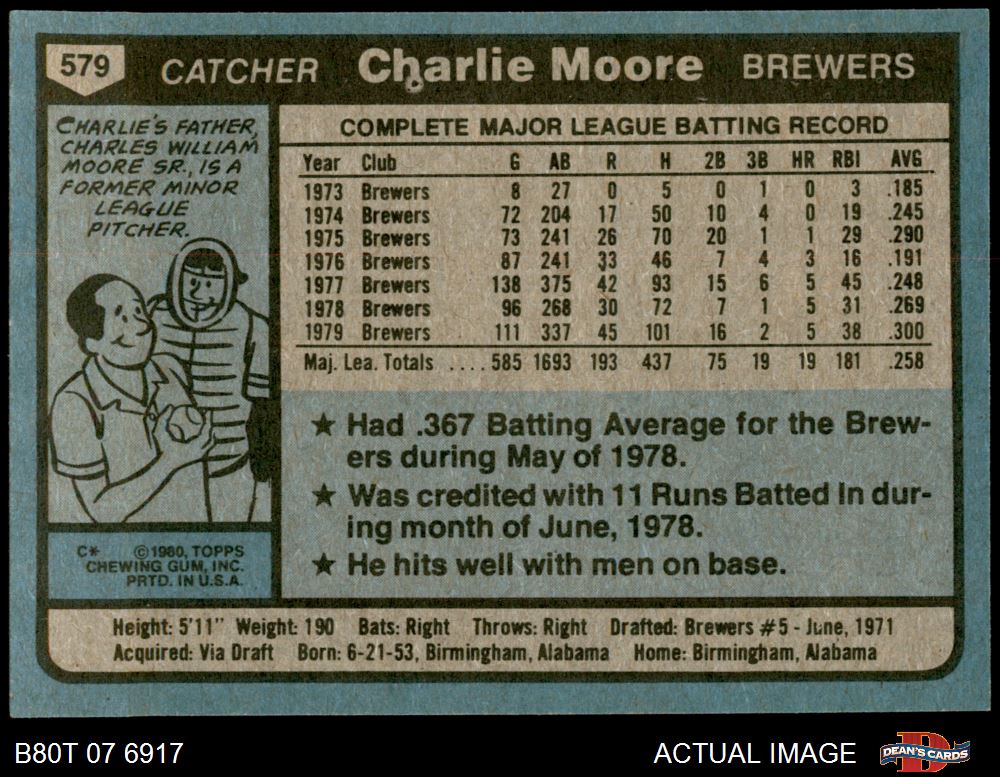 579 CATCHER Charlie Moore BREWERS
CHARLIE'S FATHER,
CHARLES WILLIAM
MOORE SR., IS A
FORMER MINOR
LEAGUE
PITCHER.
C* ©1980, TOPPS
CHEWING GUM, INC.
PRTD. IN U.S.A.
COMPLETE MAJOR LEAGUE BATTING RECORD
Year Club G AB R H 2B 3B HR RBI AVG
1973 Brewers 8 27 0 5 0 1 0 3 .185
1974 Brewers 72 204 17 50 10 4 0 19 .245
1975 Brewers 73 241 26 70 20 1 1 29 .290
1976 Brewers 87 241 33 46 7 4 3 16 .191
1977 Brewers 138 375 42 93 15 6 5 45 .248
1978 Brewers 96 268 30 72 7 1 5 31 .269
1979 Brewers 111 337 45 101 16 2 5 38 .300
Maj. Lea. Totals .... 585 1693 193 437 75 19 19 181 .258
★ Had .367 Batting Average for the Brew-
ers during May of 1978.
★ Was credited with 11 Runs Batted In dur-
ing month of June, 1978.
★ He hits well with men on base.
Height: 5'11" Weight: 190 Bats: Right Throws: Right Drafted: Brewers #5 - June, 1971
Acquired: Via Draft Born: 6-21-53, Birmingham, Alabama Home: Birmingham, Alabama
B80T 07 6917 ACTUAL IMAGE D DEAN'S CARDS